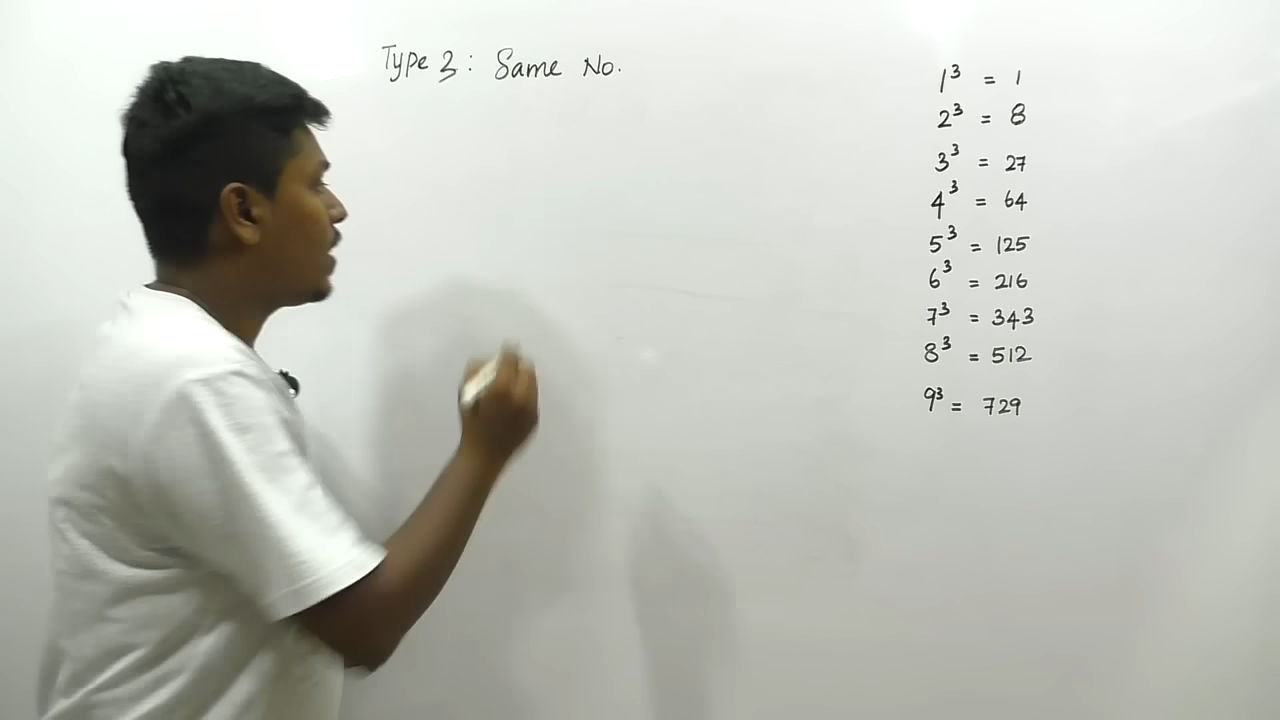 Type 3: Same No.
1³ = 1
2³ = 8
3³ = 27
4³ = 64
5³ = 125
6³ = 216
7³ = 343
8³ = 512
9³ = 729